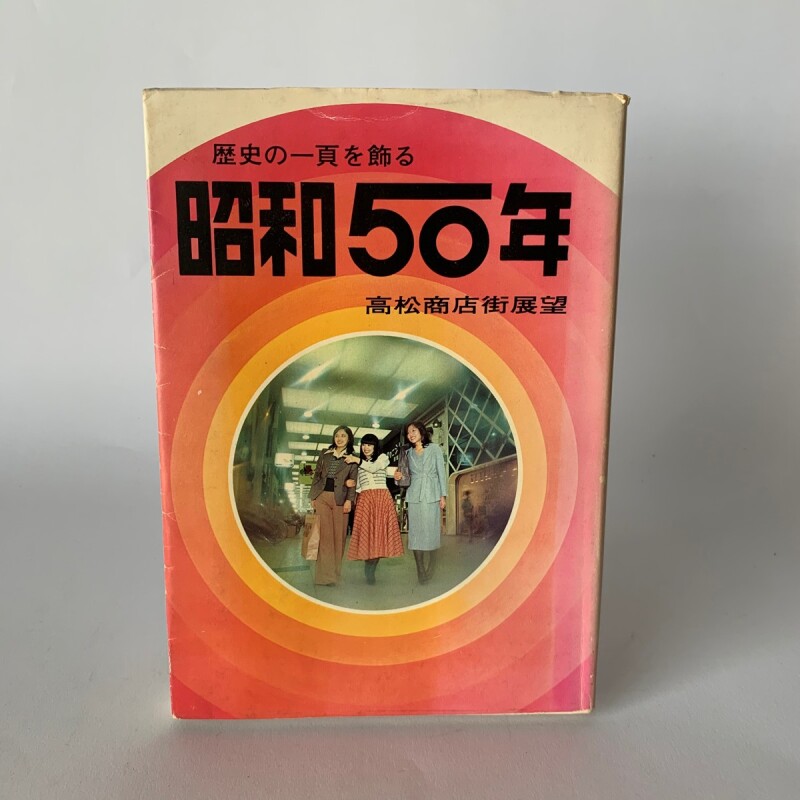 歴史の一頁を飾る
昭和50年
高松商店街展望